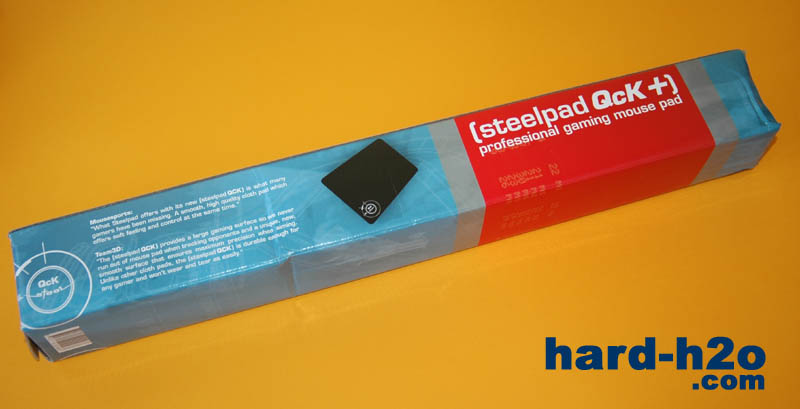 (steelpad QcK +)
professional gaming mouse pad
Mousesports:
"What Steelpad offers with its new (steelpad QCK) is what many
gamers have been missing. A smooth, high quality cloth pad which
offers soft feeling and control at the same time."
Team3D:
"The (steelpad QCK) provides a large gaming surface so we never
run out of mouse pad when tracking opponents and a unique, new,
smooth surface that ensures maximum precision when aiming.
Unlike other cloth pads, the (steelpad QCK) is durable enough for
any gamer and won't wear and tear as easily."
QcK
steel
hard-h2o
.com